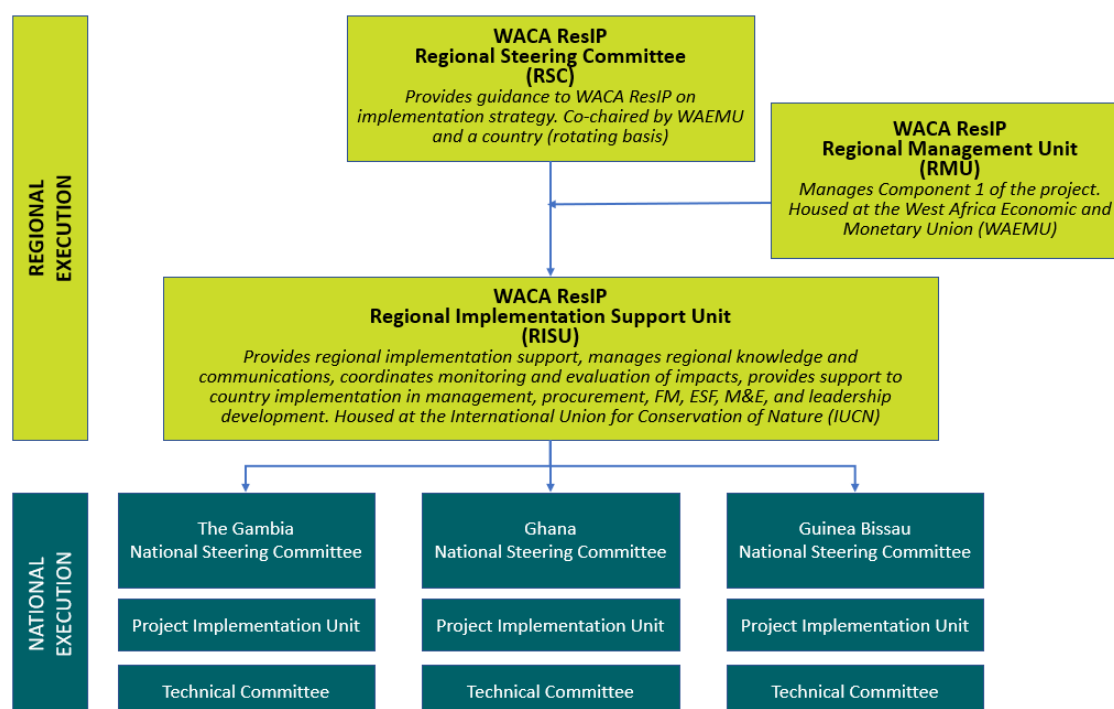 REGIONAL
EXECUTION
WACA ResIP
Regional Steering Committee
(RSC)
Provides guidance to WACA ResIP on
implementation strategy. Co-chaired by WAEMU
and a country (rotating basis)
WACA ResIP
Regional Management Unit
(RMU)
Manages Component 1 of the project.
Housed at the West Africa Economic and
Monetary Union (WAEMU)
WACA ResIP
Regional Implementation Support Unit
(RISU)
Provides regional implementation support, manages regional knowledge and
communications, coordinates monitoring and evaluation of impacts, provides support to
country implementation in management, procurement, FM, ESF, M&E, and leadership
development. Housed at the International Union for Conservation of Nature (IUCN)
NATIONAL
EXECUTION
The Gambia
National Steering Committee
Ghana
National Steering Committee
Guinea Bissau
National Steering Committee
Project Implementation Unit
Project Implementation Unit
Project Implementation Unit
Technical Committee
Technical Committee
Technical Committee